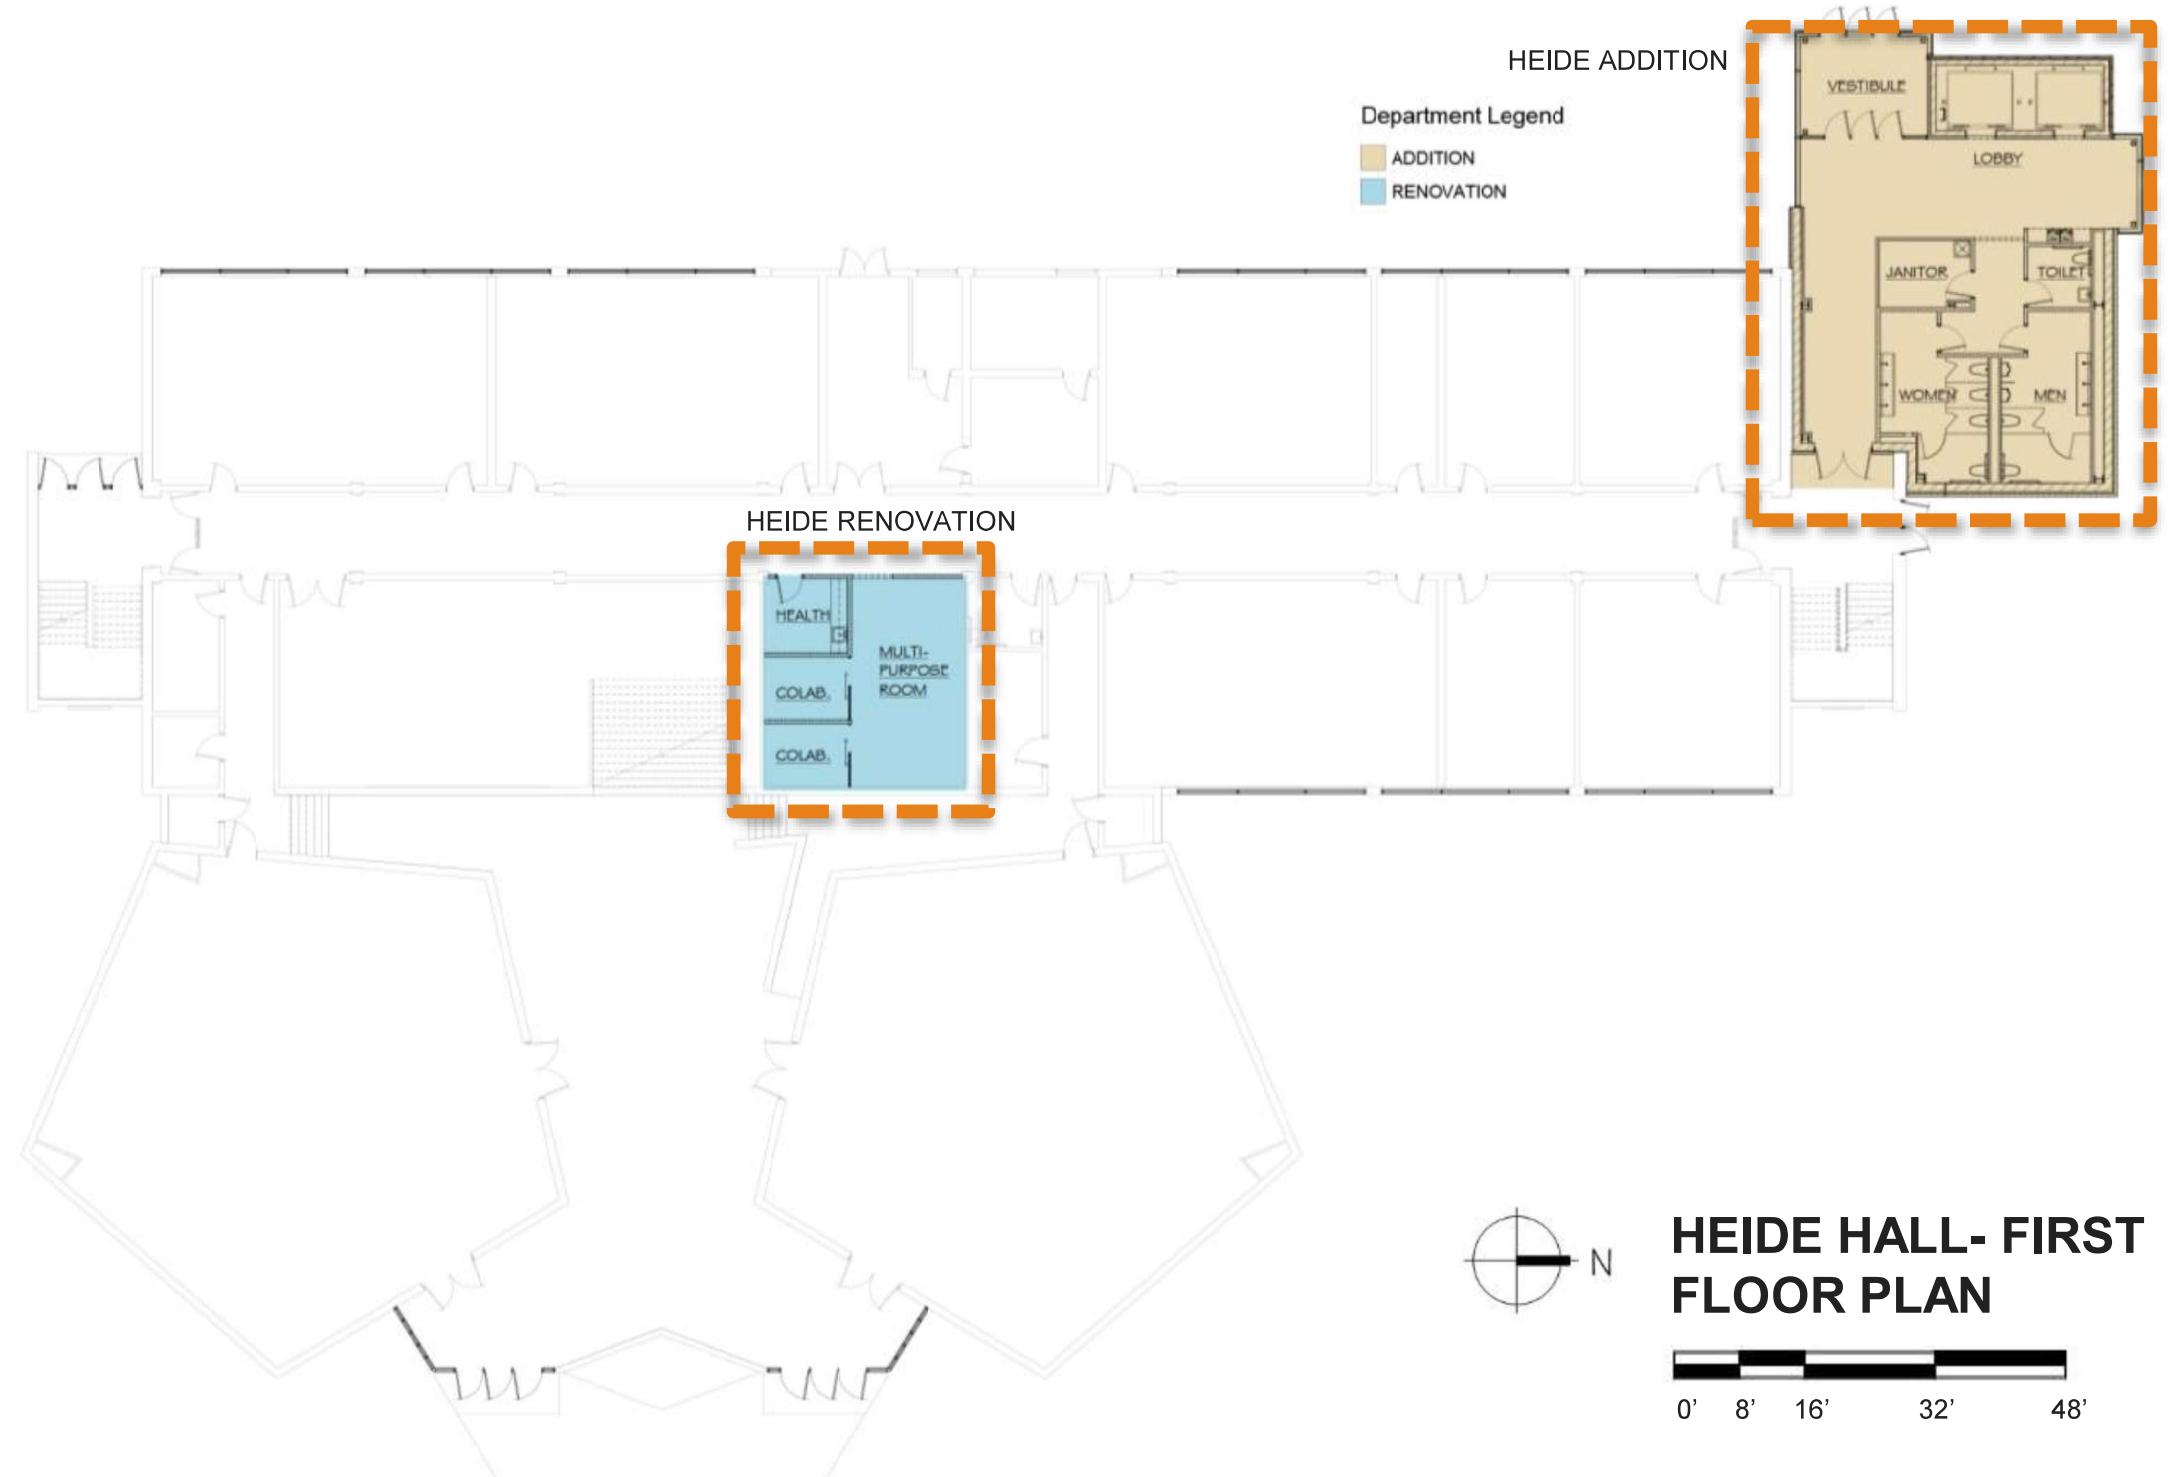 HEIDE ADDITION
Department Legend
ADDITION
RENOVATION
VESTIBULE
LOBBY
JANITOR
TOILET
WOMEN
MEN
HEIDE RENOVATION
HEALTH
MULTI-
PURPOSE
ROOM
COLAB.
COLAB.
N
HEIDE HALL- FIRST
FLOOR PLAN
0’ 8’ 16’ 32’ 48’